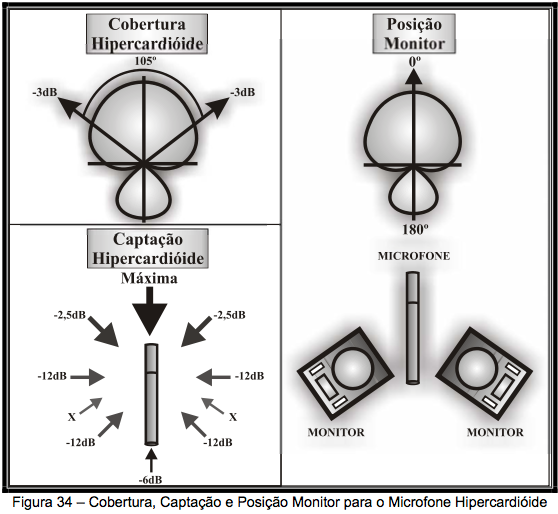 Cobertura
Hipercardióide
105º
-3dB
-3dB
Posição
Monitor
0º
180º
Captação
Hipercardióide
Máxima
-2,5dB
-2,5dB
-12dB
-12dB
X
X
-12dB
-12dB
-6dB
MICROFONE
MONITOR
MONITOR
Figura 34 – Cobertura, Captação e Posição Monitor para o Microfone Hipercardióide